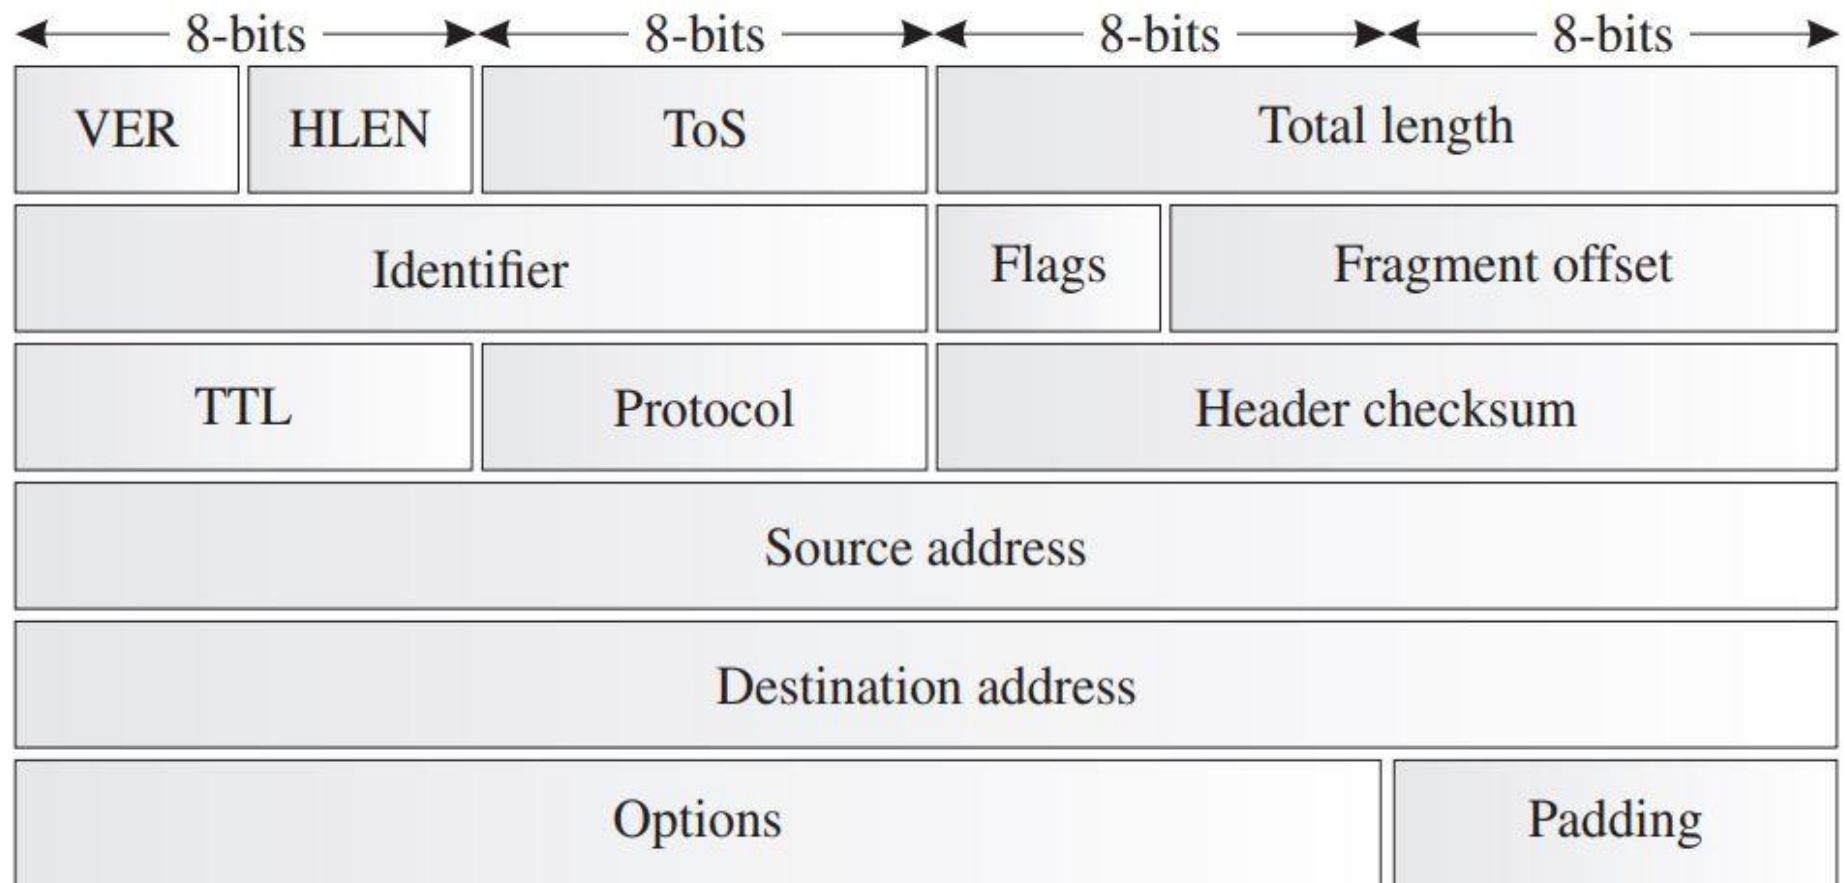 8-bits 8-bits 8-bits 8-bits
VER HLEN ToS Total length
Identifier Flags Fragment offset
TTL Protocol Header checksum
Source address
Destination address
Options Padding